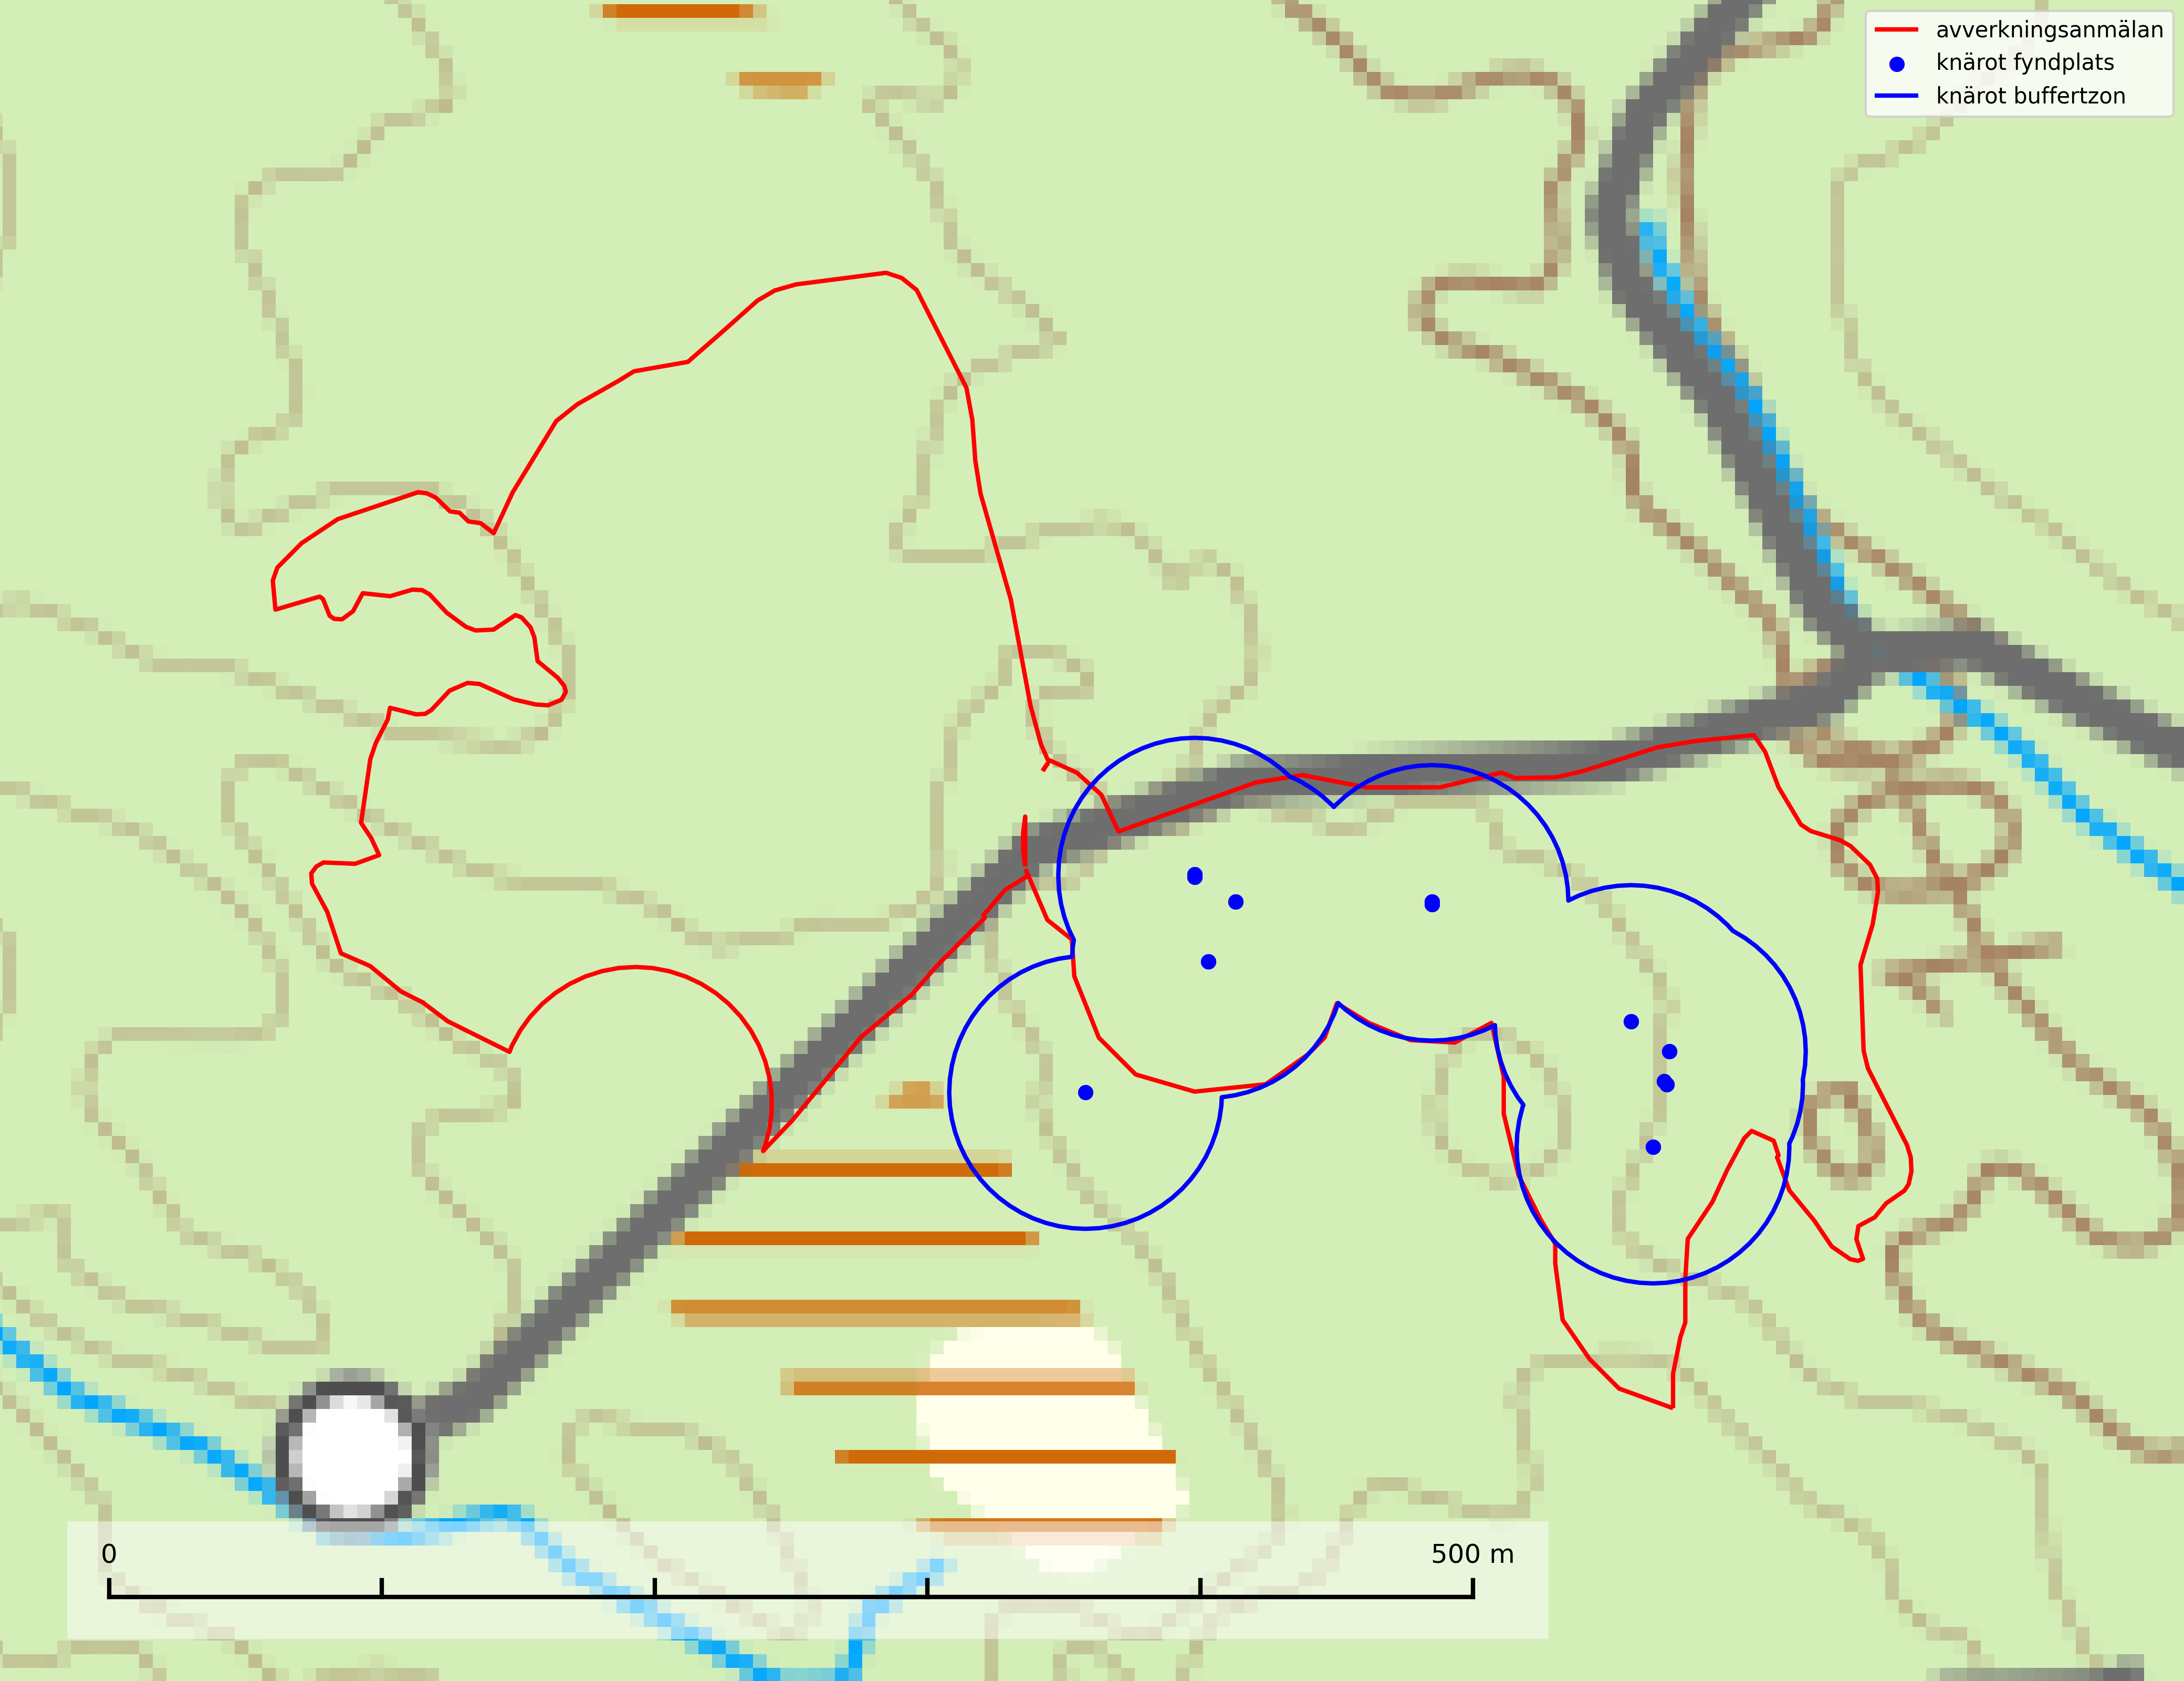 avverkningsanmälan
knärot fyndplats
knärot buffertzon
0 500 m